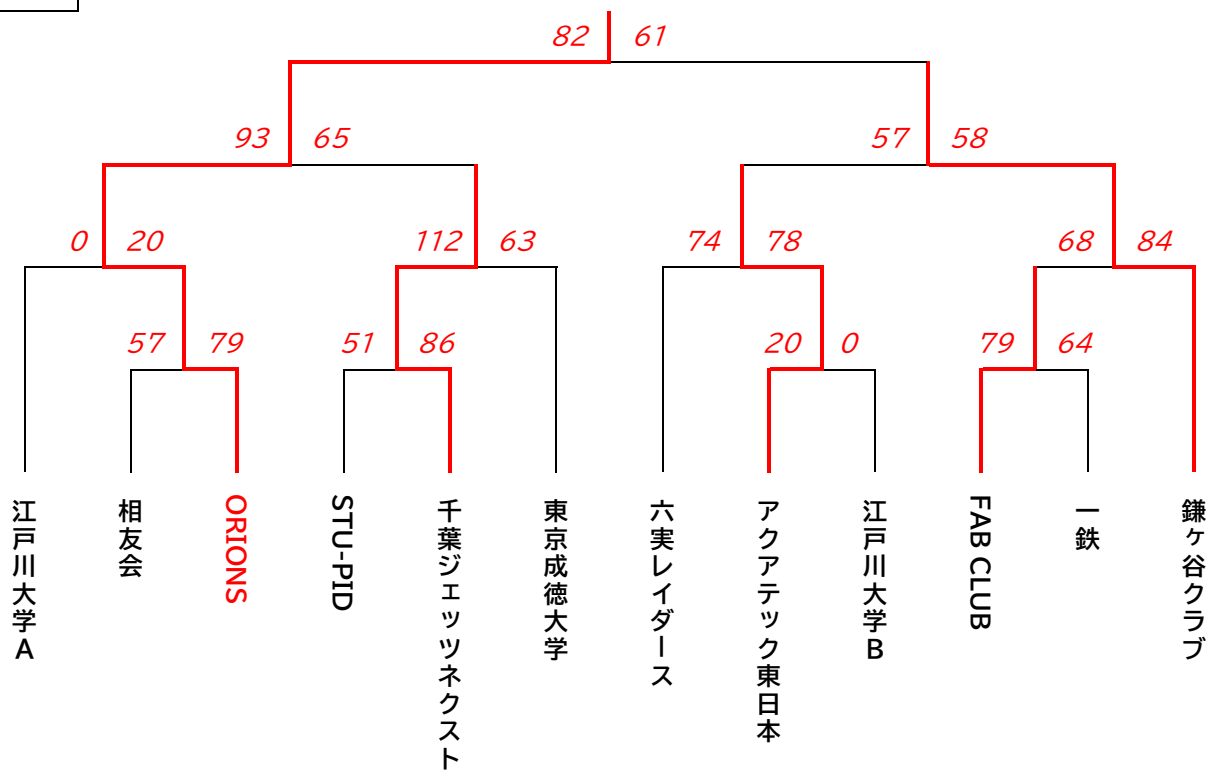 82 61
93 65 57 58
0 20 112 63 74 78 68 84
57 79 51 86 20 0 79 64
江戸川大学A
相友会
ORIONS
STU-PID
千葉ジェッツネクスト
東京成徳大学
六実レイダース
アクアテック東日本
江戸川大学B
FAB CLUB
一鉄
鎌ヶ谷クラブ